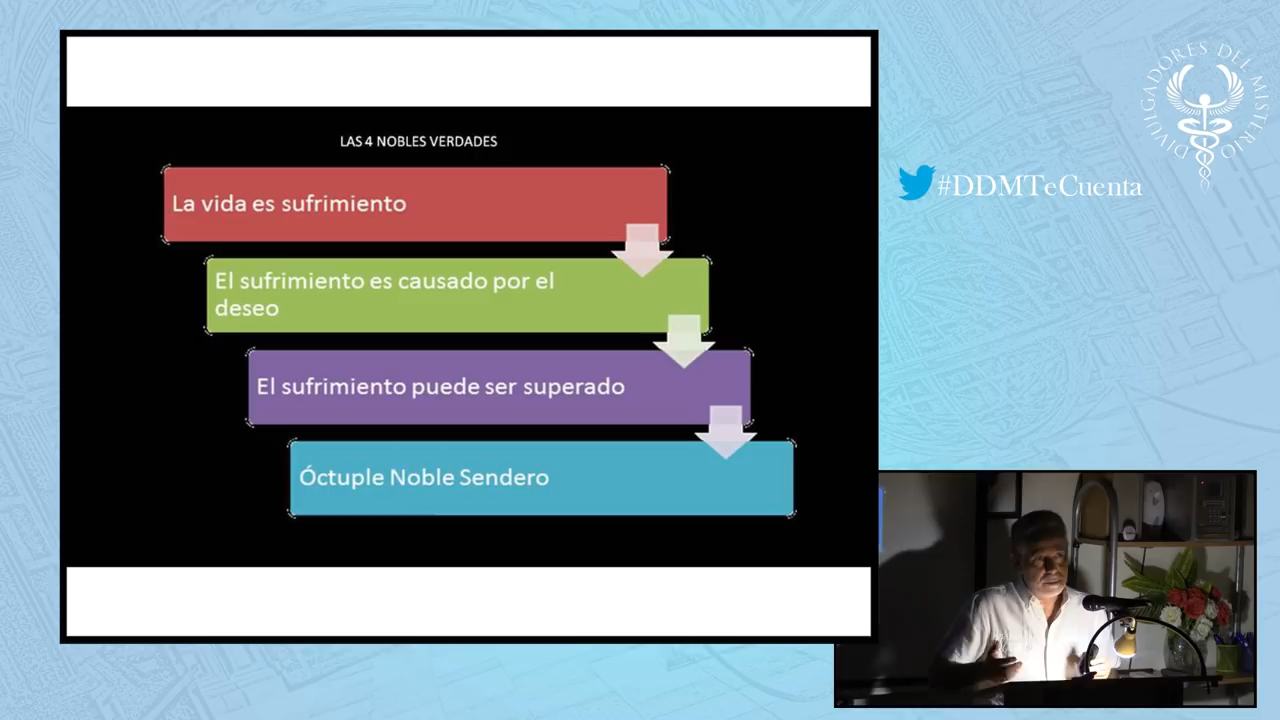 LAS 4 NOBLES VERDADES
La vida es sufrimiento
El sufrimiento es causado por el
deseo
El sufrimiento puede ser superado
Óctuple Noble Sendero
DIVULGADORES DEL MISTERIO
#DDMTeCuenta